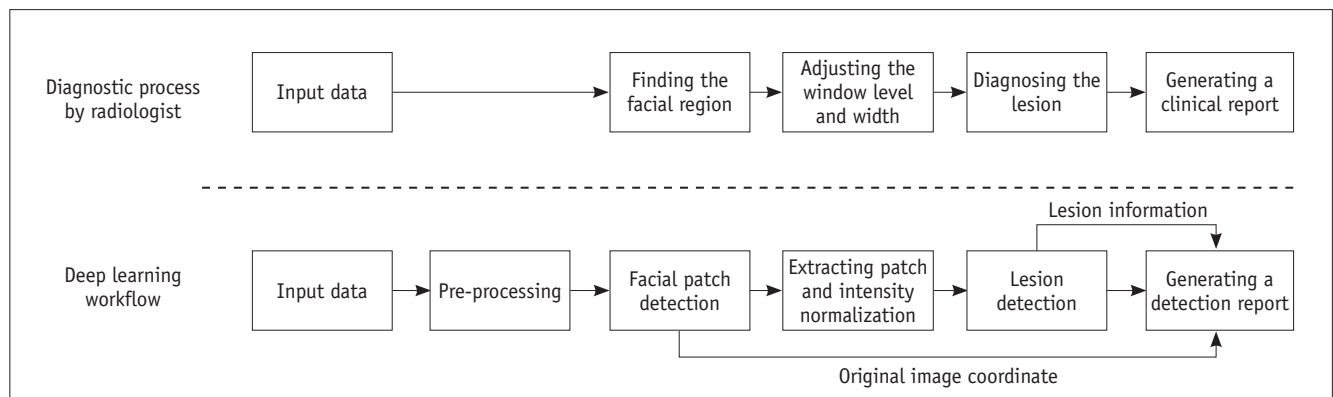 Diagnostic process
by radiologist
Input data
Finding the
facial region
Adjusting the
window level
and width
Diagnosing the
lesion
Generating a
clinical report
Lesion information
Deep learning
workflow
Input data
Pre-processing
Facial patch
detection
Extracting patch
and intensity
normalization
Lesion
detection
Generating a
detection report
Original image coordinate